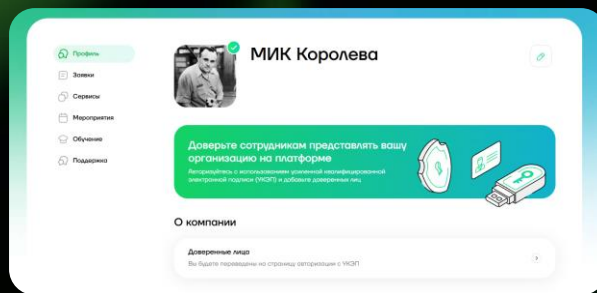 МИК Королева
Профиль
Заявки
Сервисы
Мероприятия
Обучение
Поддержка
Доверьте сотрудникам представлять вашу
организацию на платформе
Авторизуйтесь с использованием усиленной квалифицированной
электронной подписи (УКЭП) и добавьте доверенных лиц
О компании
Доверенные лица
Вы будете переведены на страницу авторизации с УКЭП